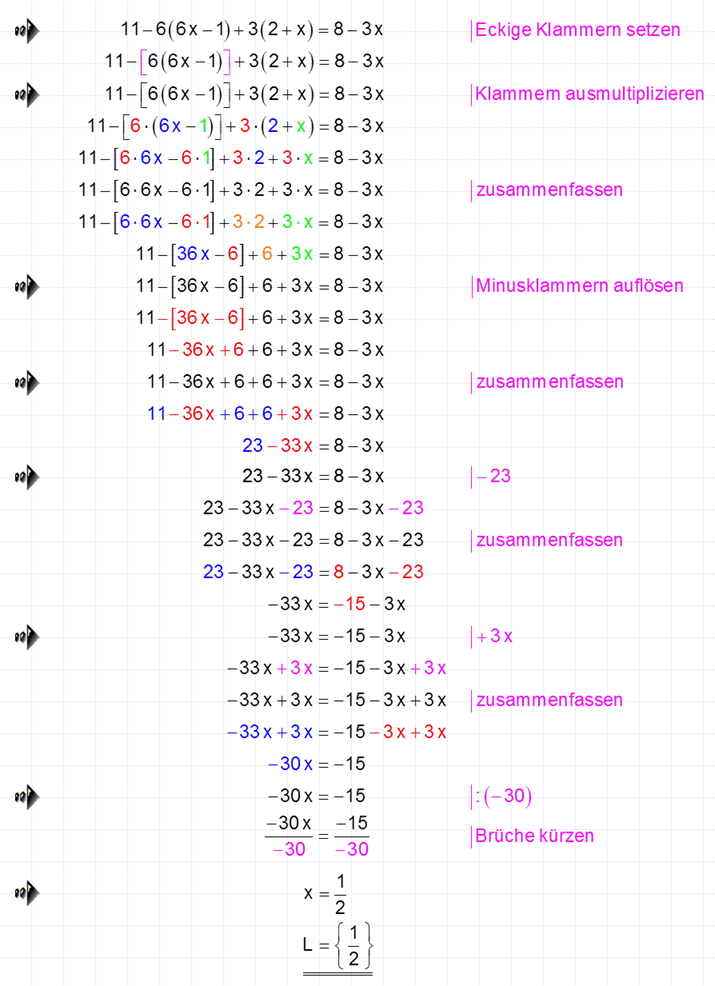 11 − 6(6x − 1) + 3(2 + x) = 8 − 3x |Eckige Klammern setzen
11 − [6(6x − 1)] + 3(2 + x) = 8 − 3x
11 − [6(6x − 1)] + 3(2 + x) = 8 − 3x |Klammern ausmultiplizieren
11 − [6 · (6x − 1)] + 3 · (2 + x) = 8 − 3x
11 − [6 · 6x − 6 · 1] + 3 · 2 + 3 · x = 8 − 3x
11 − [6 · 6x − 6 · 1] + 3 · 2 + 3 · x = 8 − 3x |zusammenfassen
11 − [6 · 6x − 6 · 1] + 3 · 2 + 3 · x = 8 − 3x
11 − [36x − 6] + 6 + 3x = 8 − 3x
11 − [36x − 6] + 6 + 3x = 8 − 3x |Minusklammern auflösen
11 − [36x − 6] + 6 + 3x = 8 − 3x
11 − 36x + 6 + 6 + 3x = 8 − 3x
11 − 36x + 6 + 6 + 3x = 8 − 3x |zusammenfassen
11 − 36x + 6 + 6 + 3x = 8 − 3x
23 − 33x = 8 − 3x
23 − 33x = 8 − 3x |− 23
23 − 33x − 23 = 8 − 3x − 23
23 − 33x − 23 = 8 − 3x − 23 |zusammenfassen
23 − 33x − 23 = 8 − 3x − 23
−33x = −15 − 3x
−33x = −15 − 3x |+ 3x
−33x + 3x = −15 − 3x + 3x
−33x + 3x = −15 − 3x + 3x |zusammenfassen
−33x + 3x = −15 − 3x + 3x
−30x = −15
−30x = −15 |: (−30)
−30x/−30 = −15/−30 |Brüche kürzen
x = 1/2
L = {1/2}